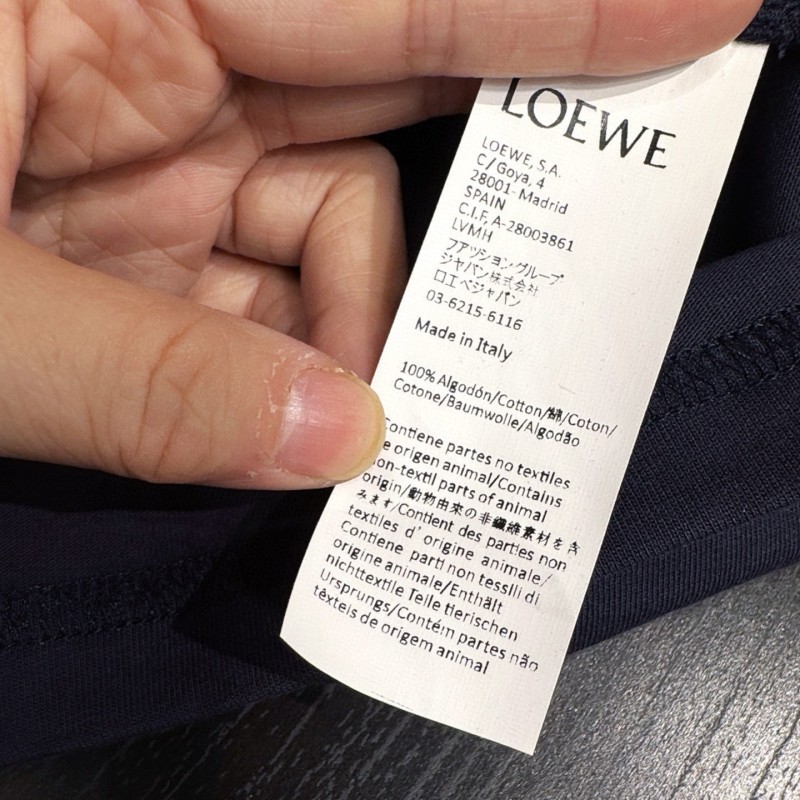 LOEWE
LOEWE, S.A.
C/Goya, 4
28001- Madrid
SPAIN
C.I.F. A-28003861
LVMH
ファッショングループ
ジャパン株式会社
ロエベジャパン
03-6215-6116
Made in Italy
100% Algodón/Cotton/綿/Coton/
Cotone/Baumwolle/Algodão
Contiene partes no textiles
e origen animal/Contains
on-textil parts of animal
origin/動物由来の非繊維素材を含
みます/Contient des parties non
textiles d'origine animale/
Contiene parti non tessili di
origine animale/Enthält
nichttextile Teile tierischen
Ursprungs/Contém partes não
têxteis de origem animal